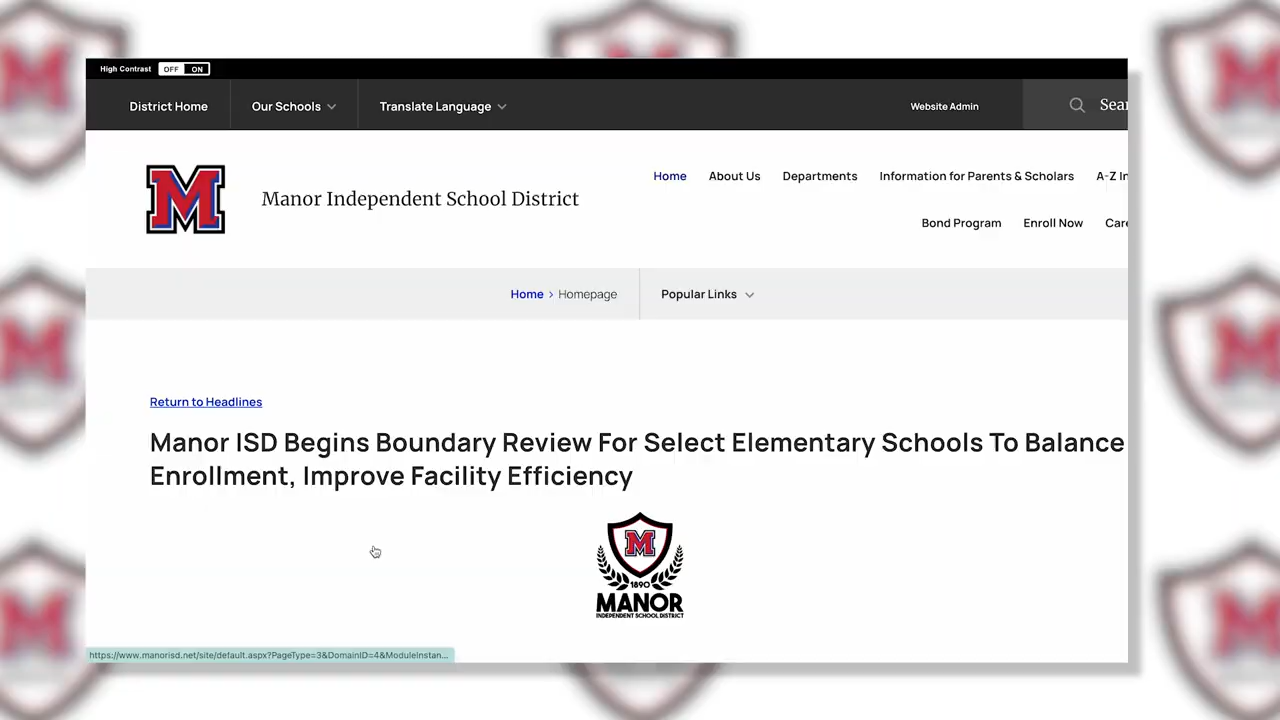 High Contrast OFF ON
District Home Our Schools Translate Language Website Admin
M
Manor Independent School District
Home About Us Departments Information for Parents & Scholars
Bond Program Enroll Now
Home > Homepage Popular Links
Return to Headlines
Manor ISD Begins Boundary Review For Select Elementary Schools To Balance
Enrollment, Improve Facility Efficiency
M
1890
MANOR
INDEPENDENT SCHOOL DISTRICT
https://www.manorisd.net/site/default.aspx?PageType=3&DomainID=4&ModuleInstan...